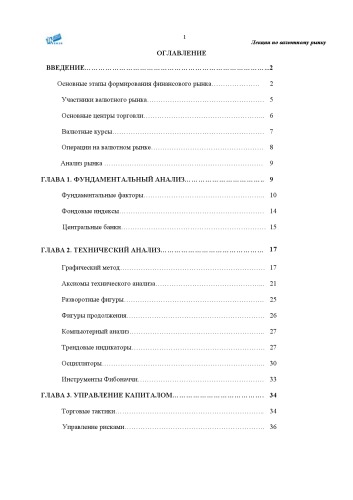 1
Лекции по валютному рынку
ОГЛАВЛЕНИЕ
ВВЕДЕНИЕ……………………………………………………………………2
Основные этапы формирования финансового рынка………………… 2
Участники валютного рынка………………………………………… 5
Основные центры торговли………………………………………… 6
Валютные курсы……………………………………………………… 7
Операции на валютном рынке……………………………………… 8
Анализ рынка ………………………………………………………… 9
ГЛАВА 1. ФУНДАМЕНТАЛЬНЫЙ АНАЛИЗ………………………… 9
Фундаментальные факторы………………………………………… 10
Фондовые индексы…………………………………………………… 14
Центральные банки…………………………………………………… 15
ГЛАВА 2. ТЕХНИЧЕСКИЙ АНАЛИЗ………………………………… 17
Графический метод…………………………………………………… 17
Аксиомы технического анализа……………………………………… 21
Разворотные фигуры………………………………………………… 25
Фигуры продолжения………………………………………………… 26
Компьютерный анализ……………………………………………… 27
Трендовые индикаторы……………………………………………… 27
Осцилляторы………………………………………………………… 30
Инструменты Фибоначчи…………………………………………… 33
ГЛАВА 3. УПРАВЛЕНИЕ КАПИТАЛОМ……………………………… 34
Торговые тактики…………………………………………………… 34
Управление рисками………………………………………………… 36